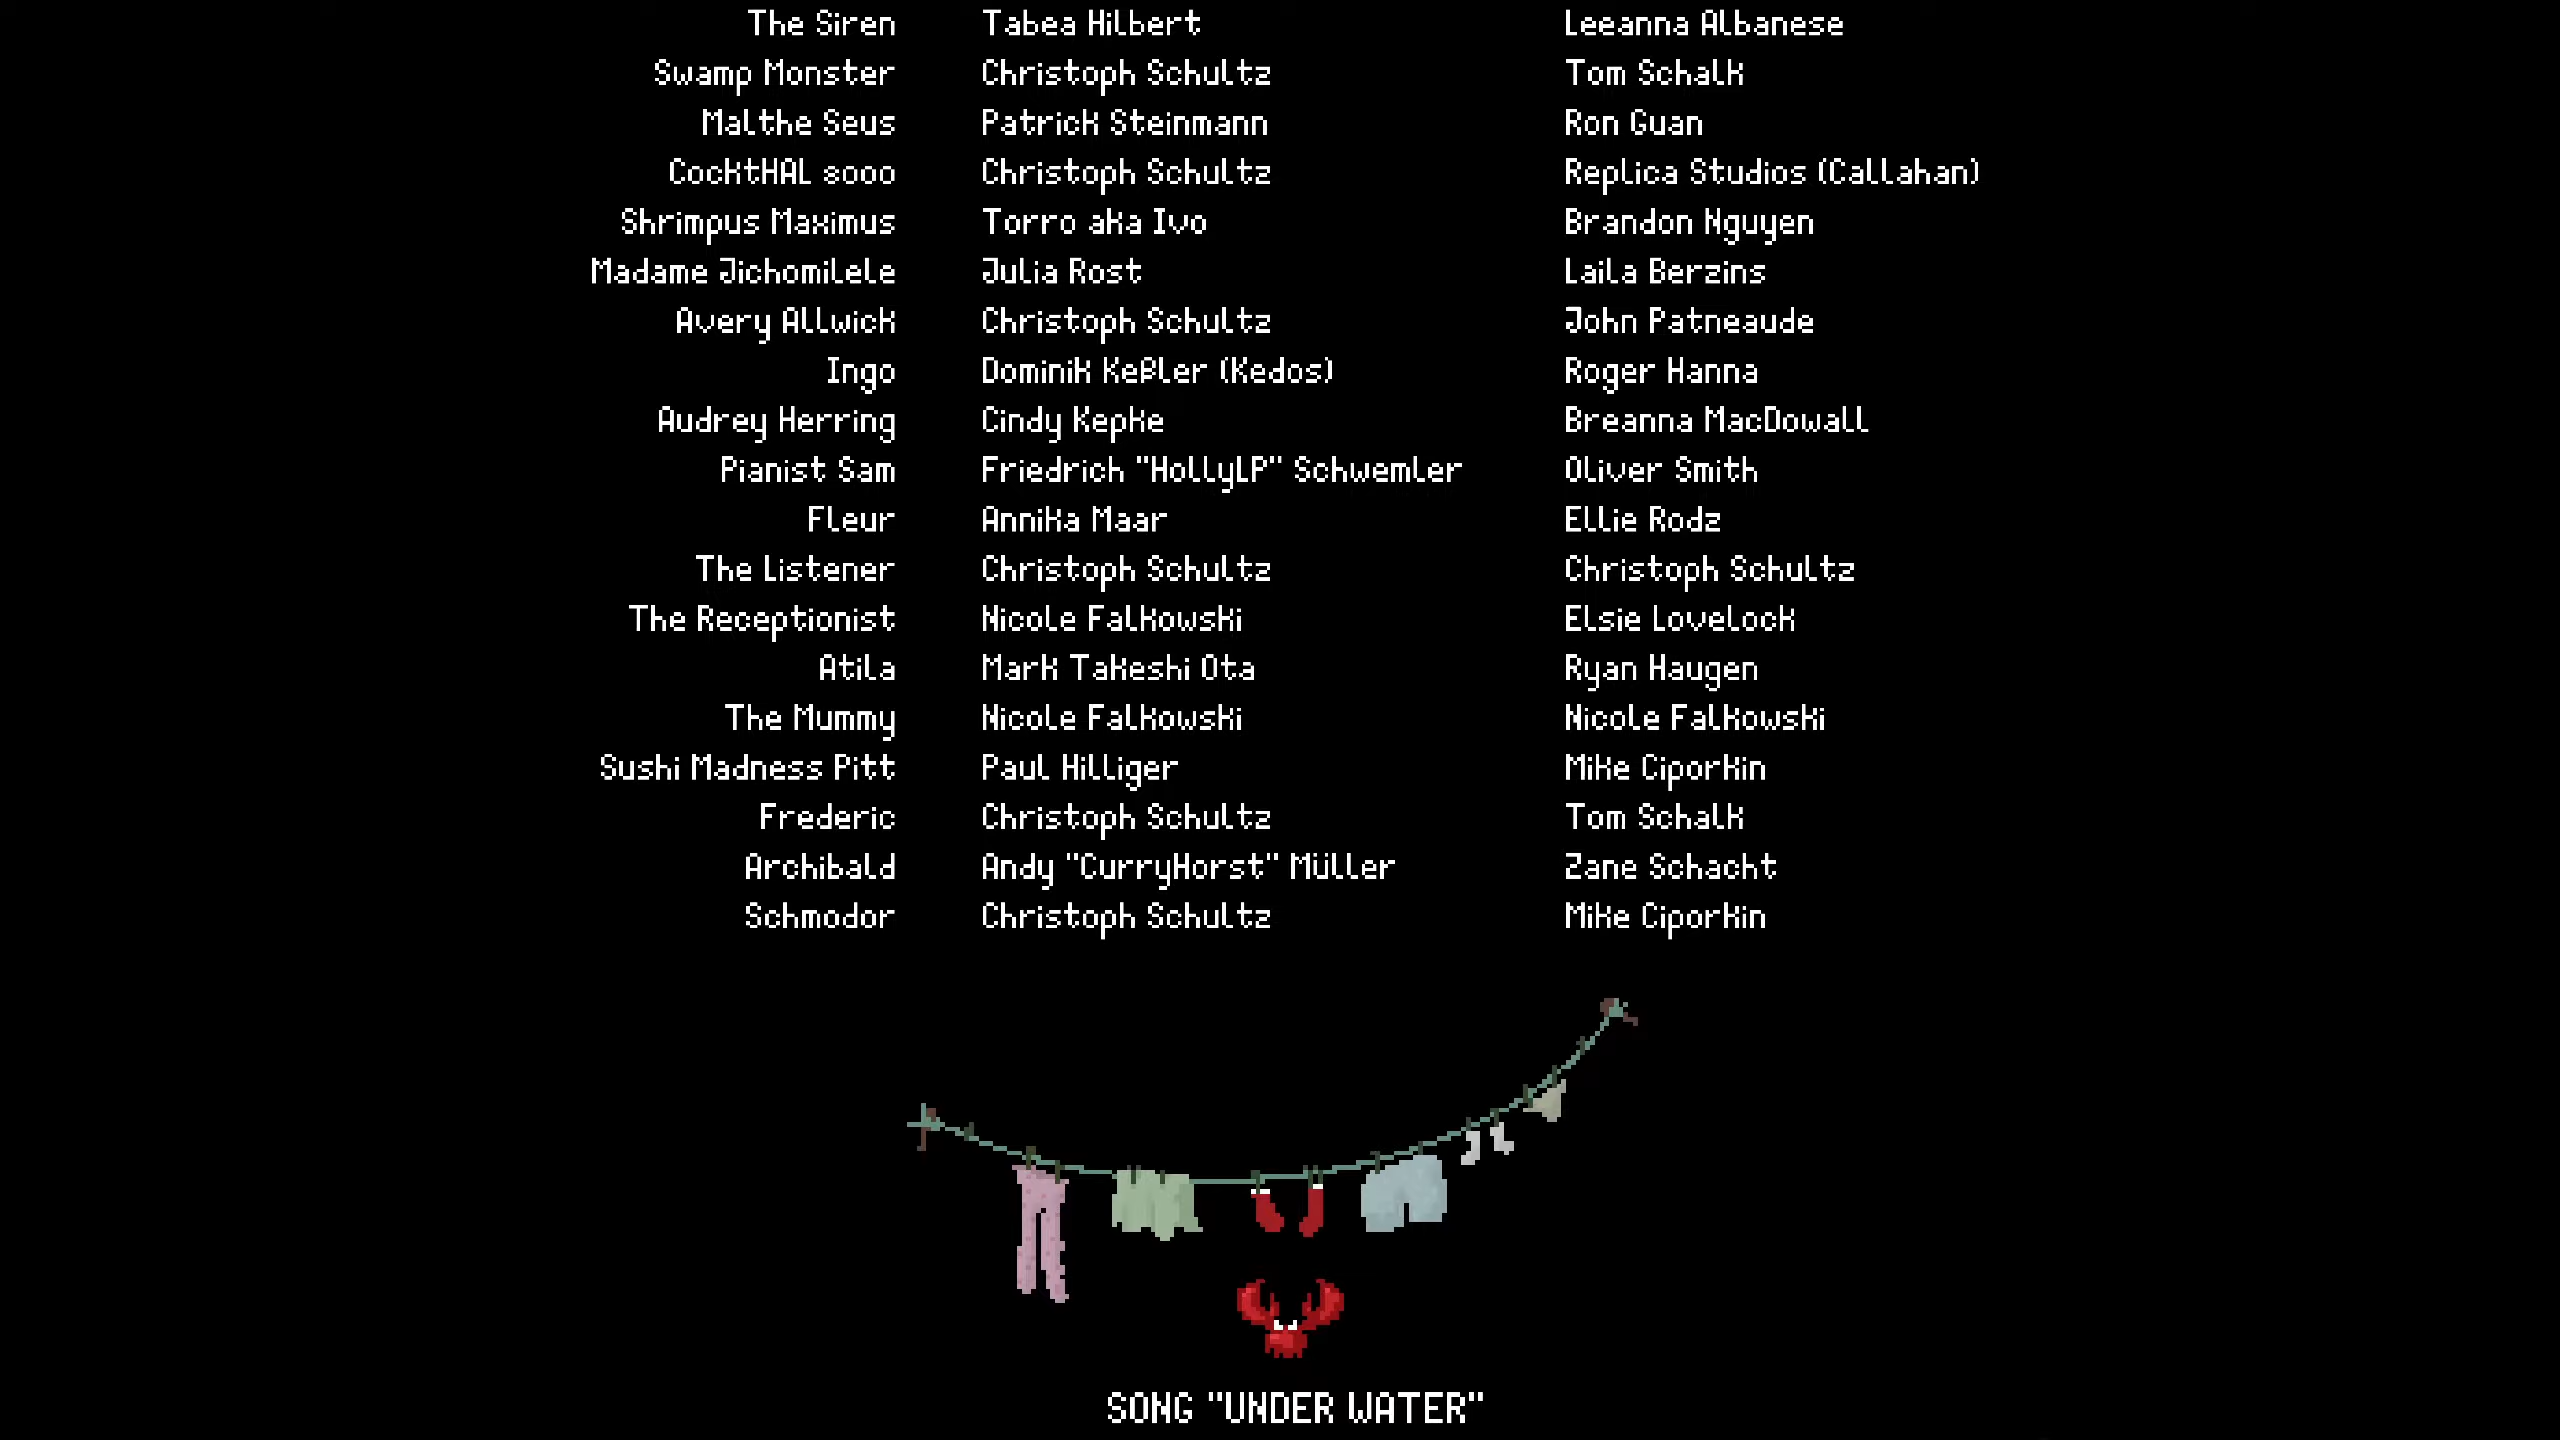 The Siren Tabea Hilbert Leeanna Albanese
Swamp Monster Christoph Schultz Tom Schalk
Malthe Seus Patrick Steinmann Ron Guan
CocktHAL 8000 Christoph Schultz Replica Studios (Callahan)
Shrimpus Maximus Torro aka Ivo Brandon Nguyen
Madame Jichomilele Julia Rost Laila Berzins
Avery Allwick Christoph Schultz John Patneaude
Ingo Dominik Keßler (Kedos) Roger Hanna
Audrey Herring Cindy Kepke Breanna MacDowall
Pianist Sam Friedrich "HollyLP" Schwemler Oliver Smith
Fleur Annika Maar Ellie Rodz
The Listener Christoph Schultz Christoph Schultz
The Receptionist Nicole Falkowski Elsie Lovelock
Atila Mark Takeshi Ota Ryan Haugen
The Mummy Nicole Falkowski Nicole Falkowski
Sushi Madness Pitt Paul Hilliger Mike Ciporkin
Frederic Christoph Schultz Tom Schalk
Archibald Andy "CurryHorst" Müller Zane Schacht
Schmodor Christoph Schultz Mike Ciporkin
SONG "UNDER WATER"